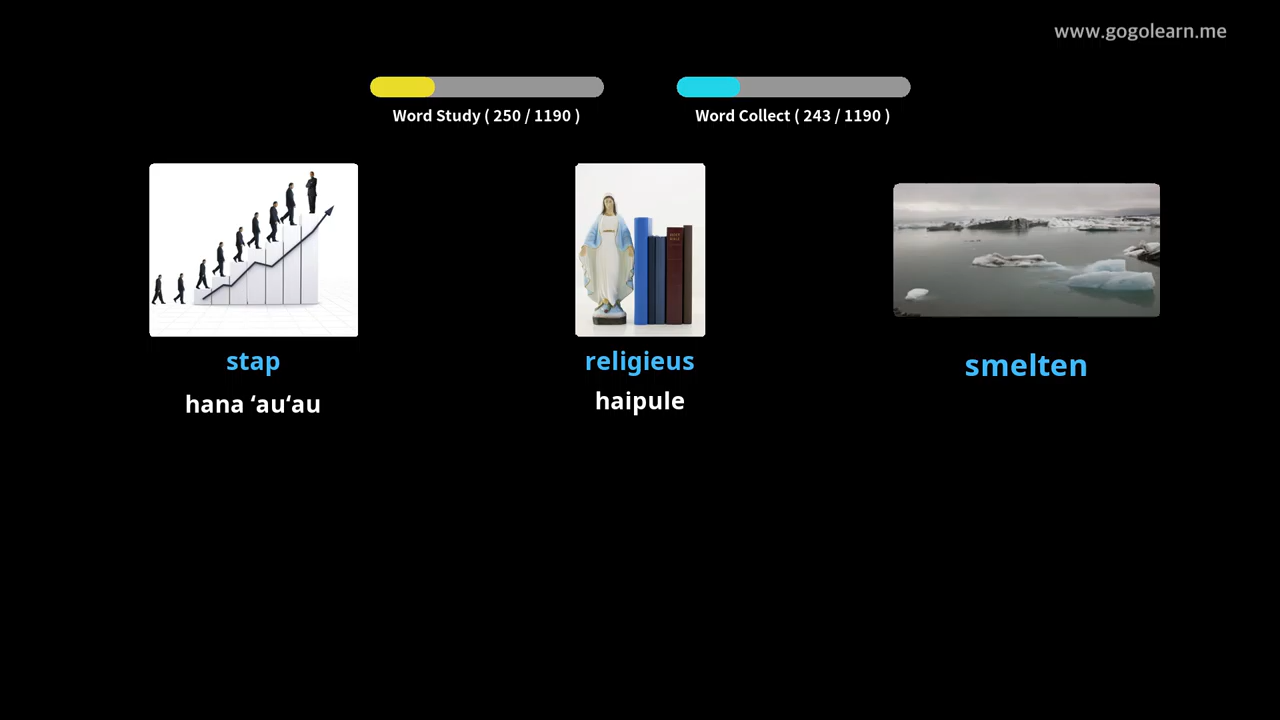 www.gogolearn.me
Word Study ( 250 / 1190 )
Word Collect ( 243 / 1190 )
stap
religieus
smelten
hana ʻauʻau
haipule